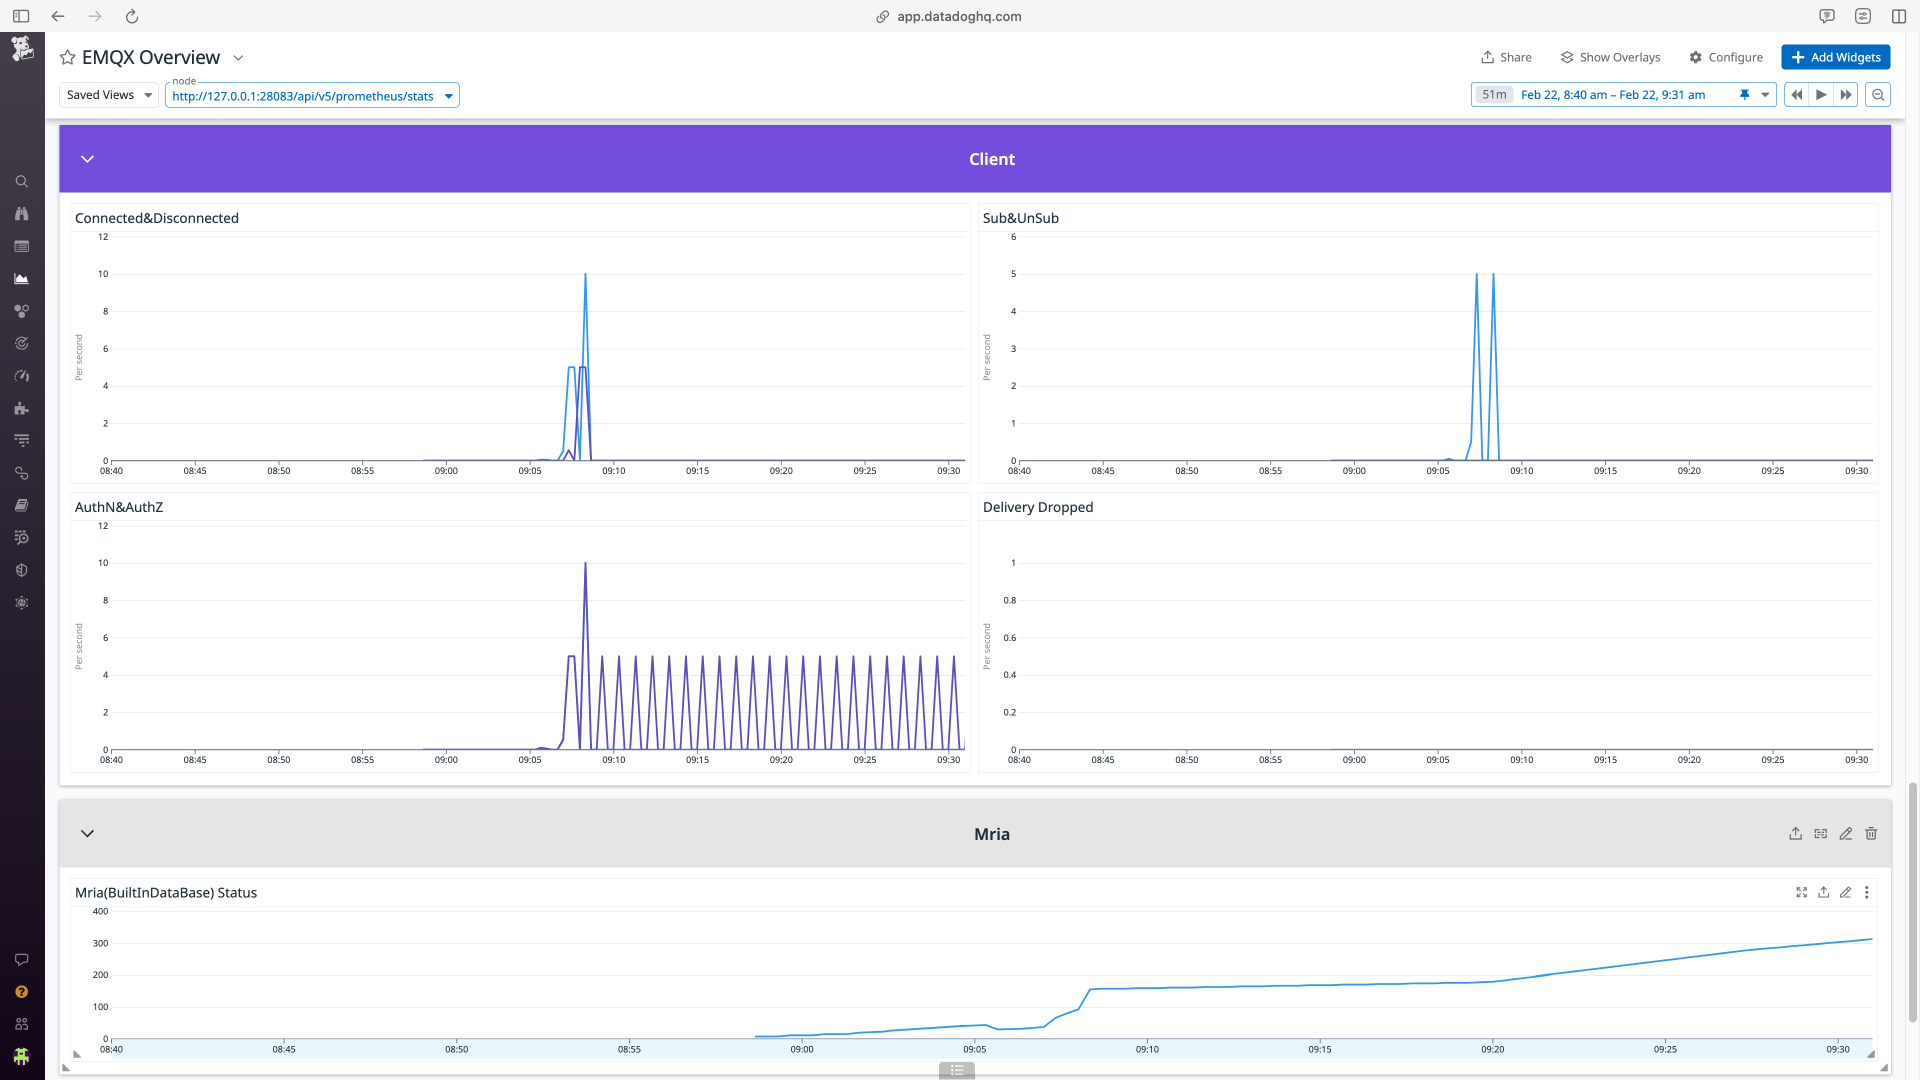 app.datadoghq.com
EMQX Overview
Share
Show Overlays
Configure
Add Widgets
Saved Views
node
http://127.0.0.1:28083/api/v5/prometheus/stats
51m
Feb 22, 8:40 am – Feb 22, 9:31 am
Client
Connected&Disconnected
12
10
8
6
4
2
0
Per second
08:40 08:45 08:50 08:55 09:00 09:05 09:10 09:15 09:20 09:25 09:30
Sub&UnSub
6
5
4
3
2
1
0
Per second
08:40 08:45 08:50 08:55 09:00 09:05 09:10 09:15 09:20 09:25 09:30
AuthN&AuthZ
12
10
8
6
4
2
0
Per second
08:40 08:45 08:50 08:55 09:00 09:05 09:10 09:15 09:20 09:25 09:30
Delivery Dropped
1
0.8
0.6
0.4
0.2
0
Per second
08:40 08:45 08:50 08:55 09:00 09:05 09:10 09:15 09:20 09:25 09:30
Mria
Mria(BuiltInDataBase) Status
400
300
200
100
0
08:40 08:45 08:50 08:55 09:00 09:05 09:10 09:15 09:20 09:25 09:30